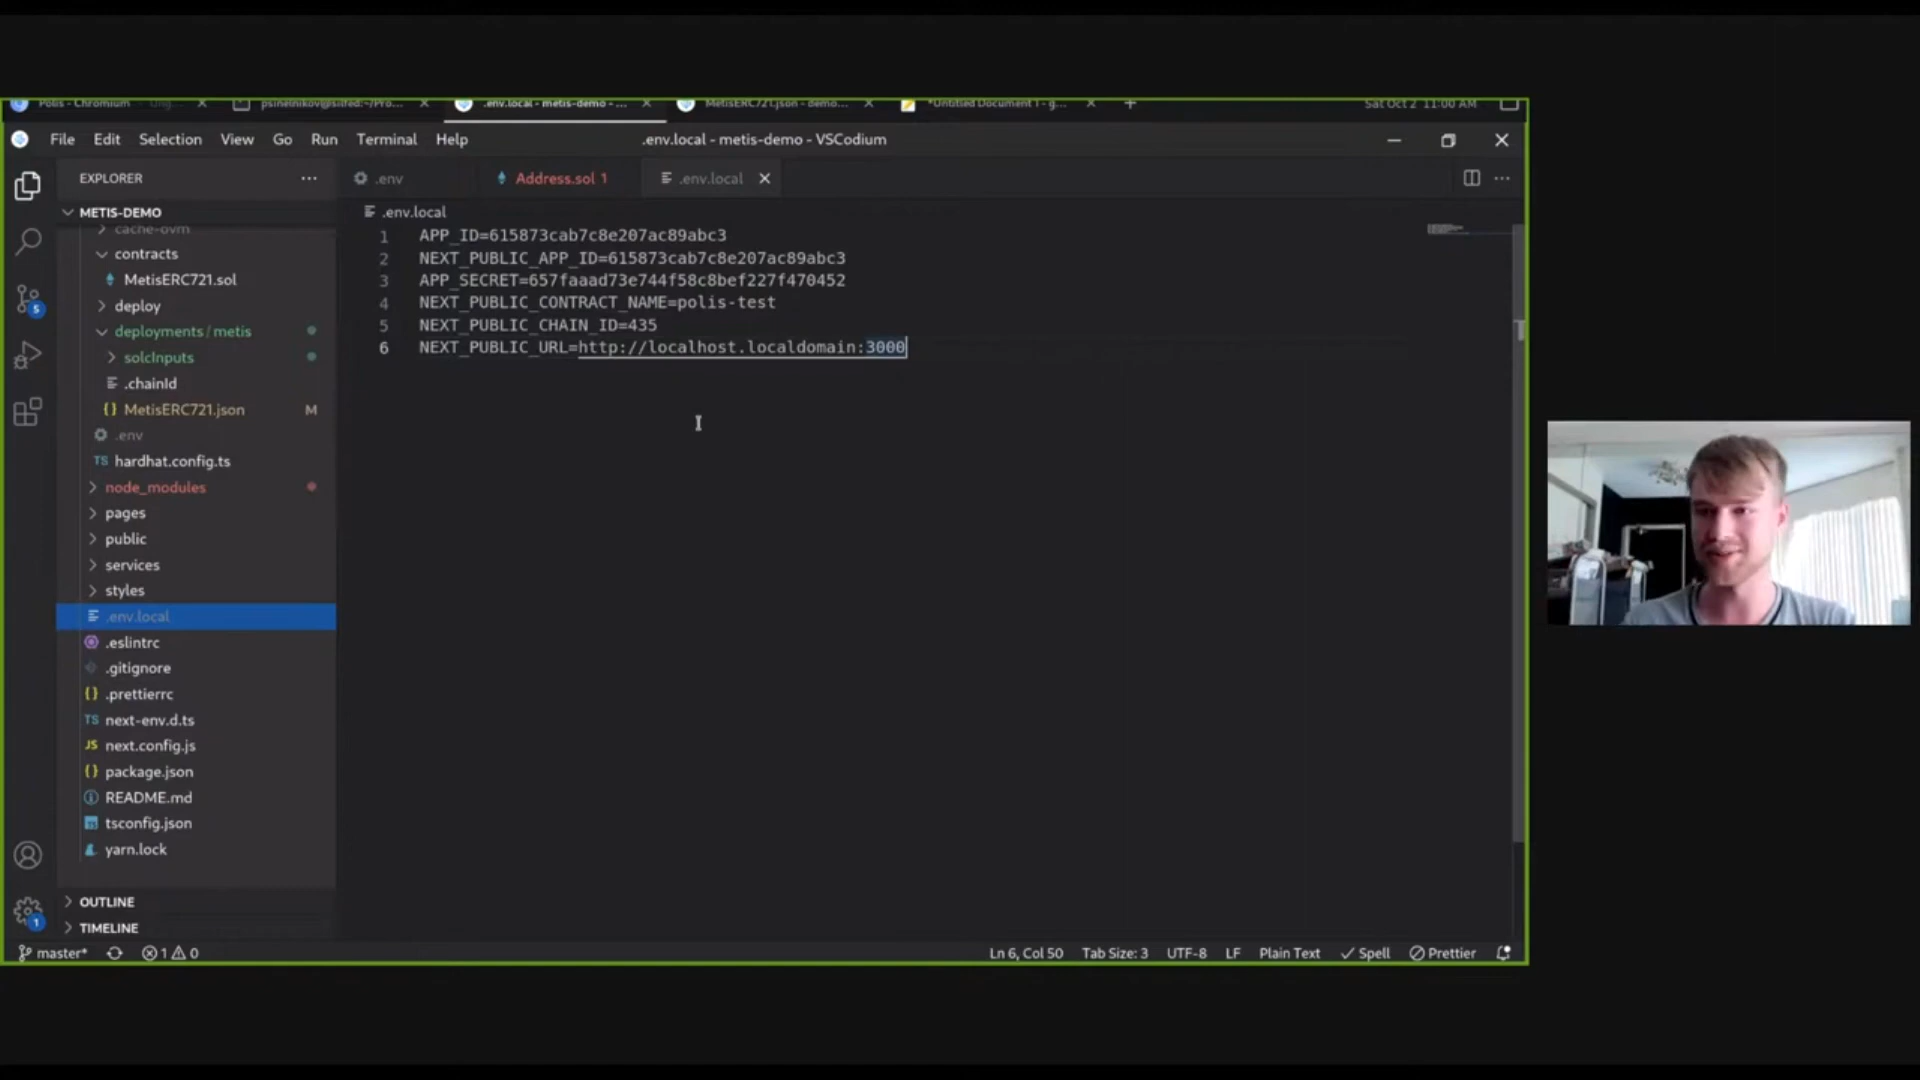 Polis - Chromium
psinelnikov@silfed:~/Pro...
.env.local - metis-demo - ...
MetisERC721.json - demo...
*Untitled Document 1 - g...
Sat Oct 2 11:00 AM
File Edit Selection View Go Run Terminal Help
.env.local - metis-demo - VSCodium
EXPLORER
.env
Address.sol 1
.env.local
METIS-DEMO
.env.local
cache-ovm
contracts
MetisERC721.sol
deploy
deployments / metis
solcInputs
.chainId
MetisERC721.json M
.env
hardhat.config.ts
node_modules
pages
public
services
styles
.env.local
.eslintrc
.gitignore
.prettierrc
next-env.d.ts
next.config.js
package.json
README.md
tsconfig.json
yarn.lock
OUTLINE
TIMELINE
1 APP_ID=615873cab7c8e207ac89abc3
2 NEXT_PUBLIC_APP_ID=615873cab7c8e207ac89abc3
3 APP_SECRET=657faaad73e744f58c8bef227f470452
4 NEXT_PUBLIC_CONTRACT_NAME=polis-test
5 NEXT_PUBLIC_CHAIN_ID=435
6 NEXT_PUBLIC_URL=http://localhost.localdomain:3000
5
1
master* 1 0
Ln 6, Col 50 Tab Size: 3 UTF-8 LF Plain Text Spell Prettier